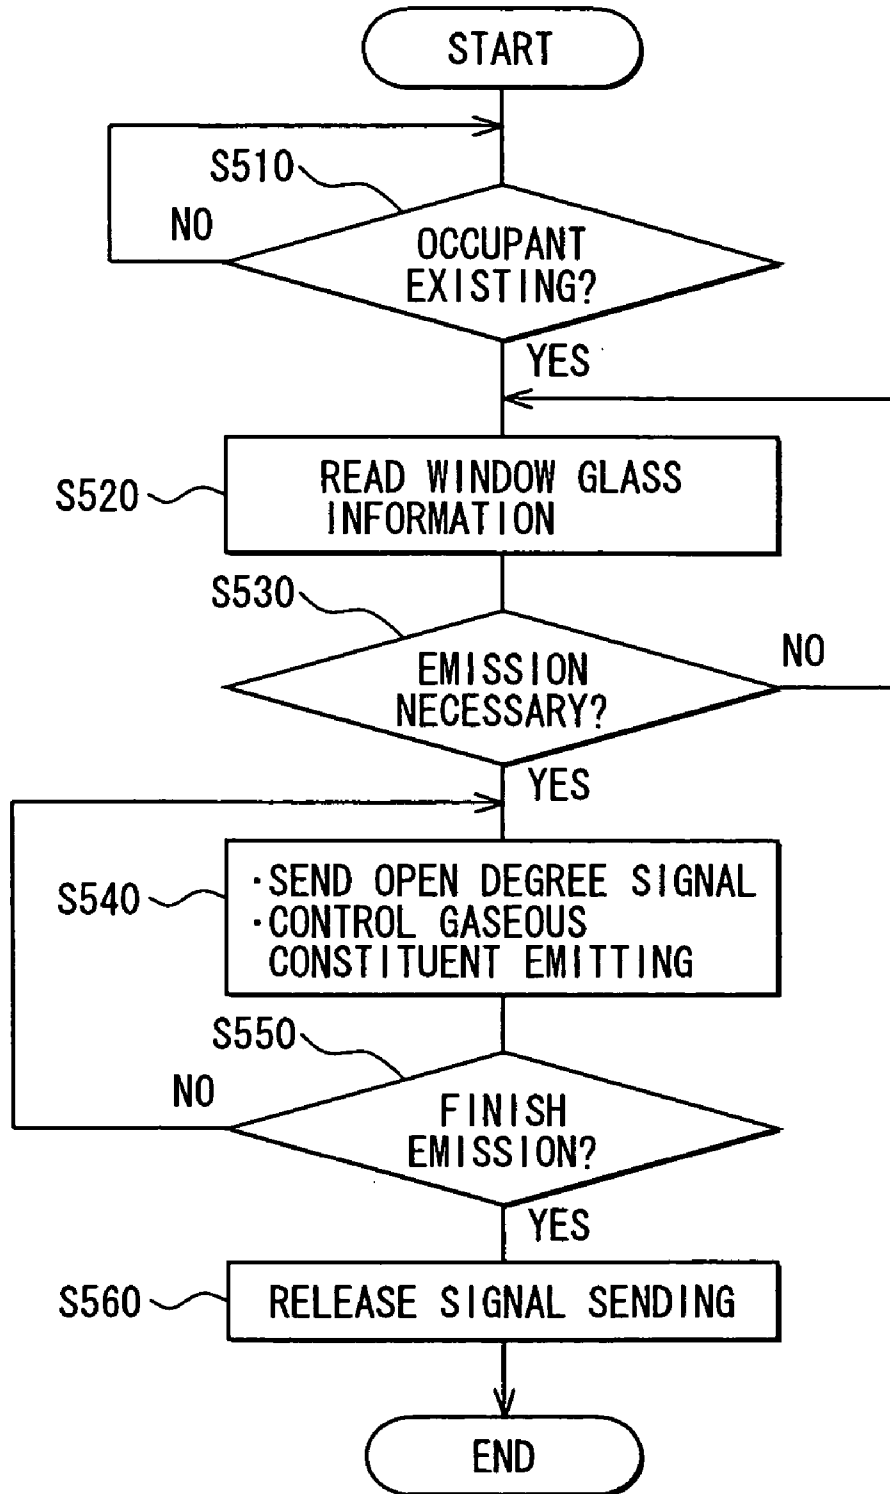 START
S510
NO
OCCUPANT
EXISTING?
YES
S520
READ WINDOW GLASS
INFORMATION
S530
EMISSION
NECESSARY?
NO
YES
S540
·SEND OPEN DEGREE SIGNAL
·CONTROL GASEOUS
CONSTITUENT EMITTING
S550
NO
FINISH
EMISSION?
YES
S560
RELEASE SIGNAL SENDING
END